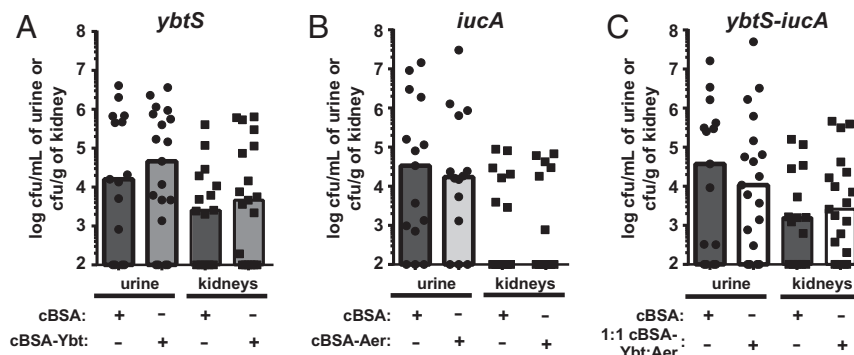 A
ybtS
log cfu/mL of urine or
cfu/g of kidney
8
7
6
5
4
3
2
urine
kidneys
cBSA: + - + -
cBSA-Ybt: - + - +
B
iucA
log cfu/mL of urine or
cfu/g of kidney
8
7
6
5
4
3
2
urine
kidneys
cBSA: + - + -
cBSA-Aer: - + - +
C
ybtS-iucA
log cfu/mL of urine or
cfu/g of kidney
8
7
6
5
4
3
2
urine
kidneys
cBSA: + - + -
1:1 cBSA-
Ybt:Aer : - + - +